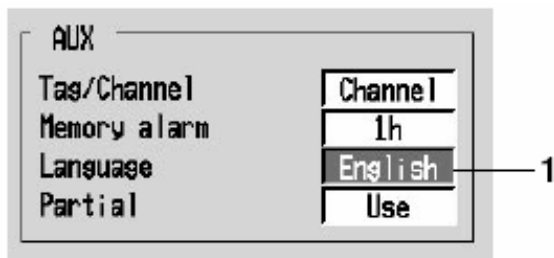 AUX
Tag/Channel Channel
Memory alarm 1h
Language English 1
Partial Use